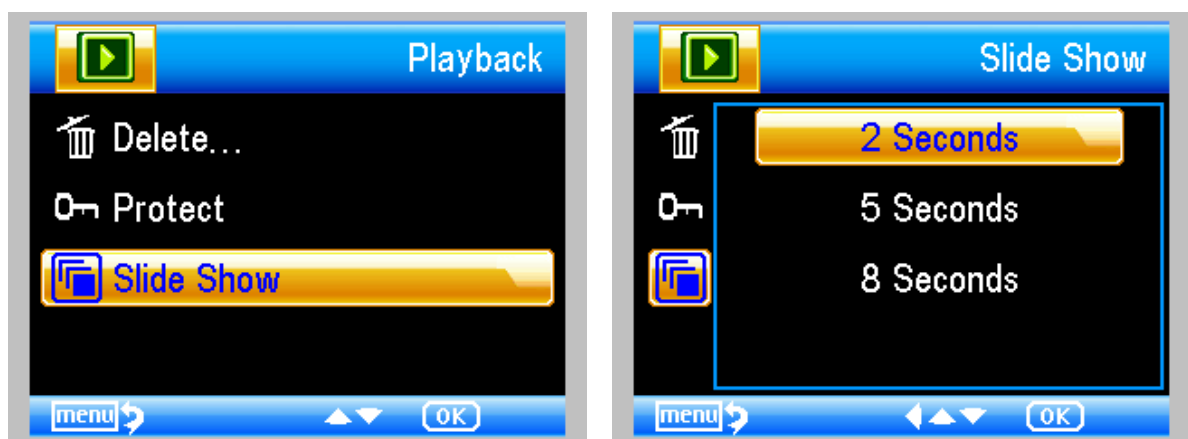 Playback
Delete...
Protect
Slide Show
menu OK
Slide Show
2 Seconds
5 Seconds
8 Seconds
menu OK